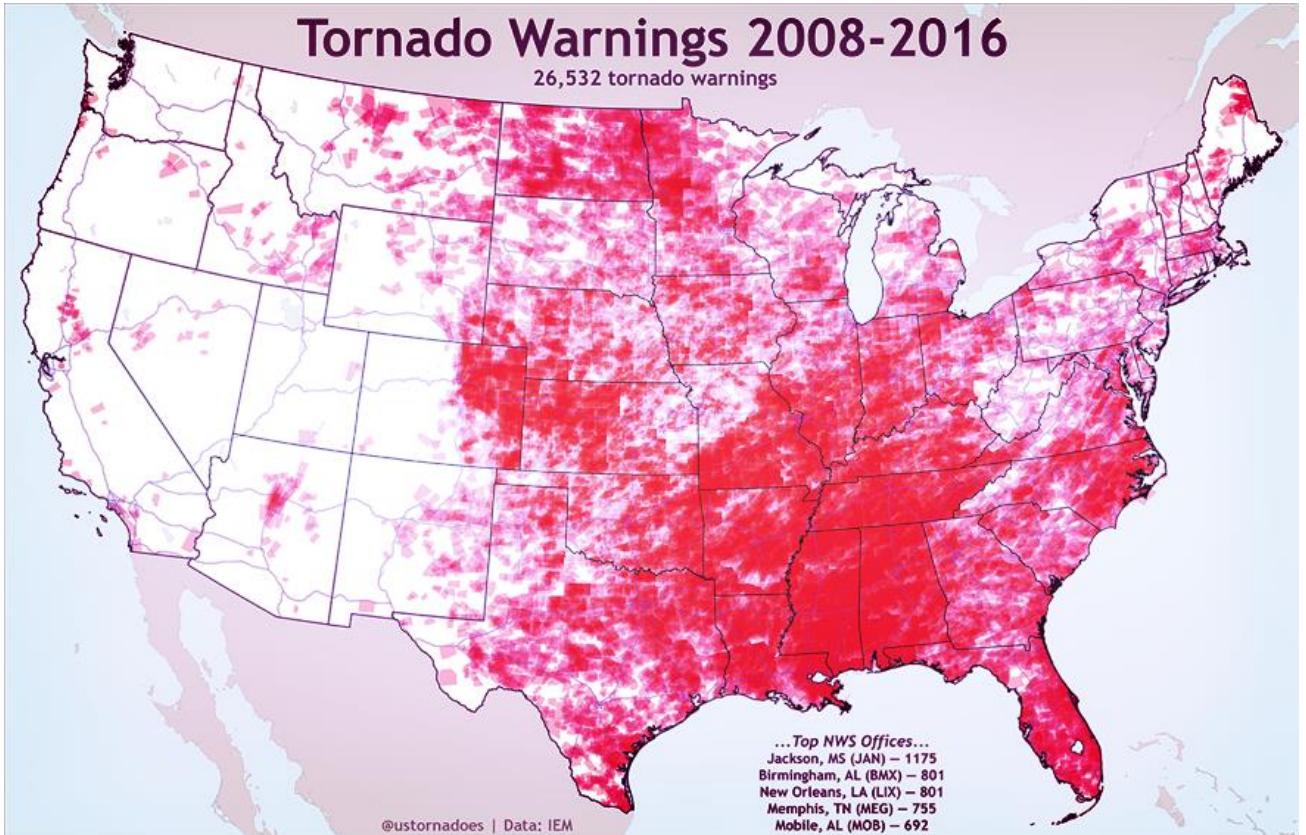 Tornado Warnings 2008-2016
26,532 tornado warnings
...Top NWS Offices...
Jackson, MS (JAN) — 1175
Birmingham, AL (BMX) — 801
New Orleans, LA (LIX) — 801
Memphis, TN (MEG) — 755
Mobile, AL (MOB) — 692
@ustornadoes | Data: IEM